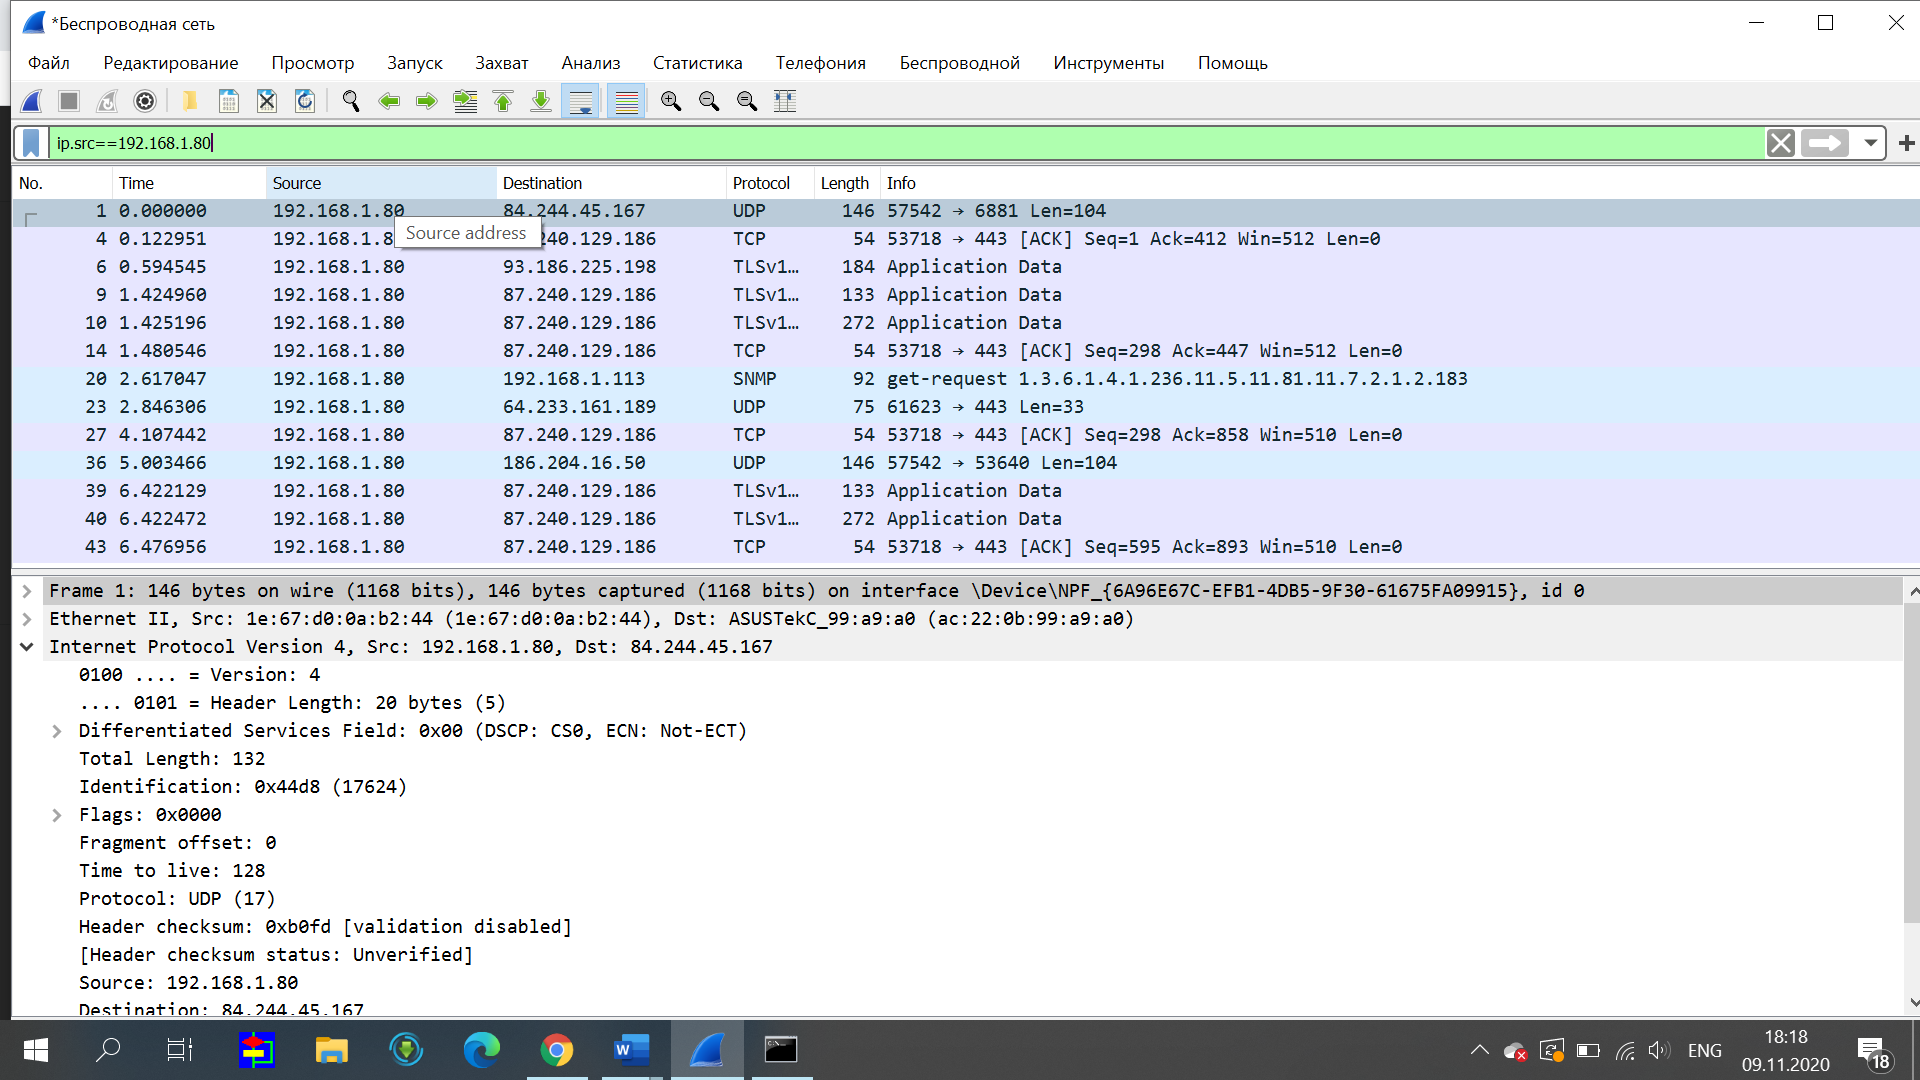 *Беспроводная сеть
Файл Редактирование Просмотр Запуск Захват Анализ Статистика Телефония Беспроводной Инструменты Помощь
ip.src==192.168.1.80
No. Time Source Destination Protocol Length Info
1 0.000000 192.168.1.80 84.244.45.167 UDP 146 57542 → 6881 Len=104
Source address
4 0.122951 192.168.1.8 240.129.186 TCP 54 53718 → 443 [ACK] Seq=1 Ack=412 Win=512 Len=0
6 0.594545 192.168.1.80 93.186.225.198 TLSv1… 184 Application Data
9 1.424960 192.168.1.80 87.240.129.186 TLSv1… 133 Application Data
10 1.425196 192.168.1.80 87.240.129.186 TLSv1… 272 Application Data
14 1.480546 192.168.1.80 87.240.129.186 TCP 54 53718 → 443 [ACK] Seq=298 Ack=447 Win=512 Len=0
20 2.617047 192.168.1.80 192.168.1.113 SNMP 92 get-request 1.3.6.1.4.1.236.11.5.11.81.11.7.2.1.2.183
23 2.846306 192.168.1.80 64.233.161.189 UDP 75 61623 → 443 Len=33
27 4.107442 192.168.1.80 87.240.129.186 TCP 54 53718 → 443 [ACK] Seq=298 Ack=858 Win=510 Len=0
36 5.003466 192.168.1.80 186.204.16.50 UDP 146 57542 → 53640 Len=104
39 6.422129 192.168.1.80 87.240.129.186 TLSv1… 133 Application Data
40 6.422472 192.168.1.80 87.240.129.186 TLSv1… 272 Application Data
43 6.476956 192.168.1.80 87.240.129.186 TCP 54 53718 → 443 [ACK] Seq=595 Ack=893 Win=510 Len=0
Frame 1: 146 bytes on wire (1168 bits), 146 bytes captured (1168 bits) on interface \Device\NPF_{6A96E67C-EFB1-4DB5-9F30-61675FA09915}, id 0
Ethernet II, Src: 1e:67:d0:0a:b2:44 (1e:67:d0:0a:b2:44), Dst: ASUSTekC_99:a9:a0 (ac:22:0b:99:a9:a0)
Internet Protocol Version 4, Src: 192.168.1.80, Dst: 84.244.45.167
0100 .... = Version: 4
.... 0101 = Header Length: 20 bytes (5)
Differentiated Services Field: 0x00 (DSCP: CS0, ECN: Not-ECT)
Total Length: 132
Identification: 0x44d8 (17624)
Flags: 0x0000
Fragment offset: 0
Time to live: 128
Protocol: UDP (17)
Header checksum: 0xb0fd [validation disabled]
[Header checksum status: Unverified]
Source: 192.168.1.80
Destination: 84.244.45.167
ENG
18:18
09.11.2020
18